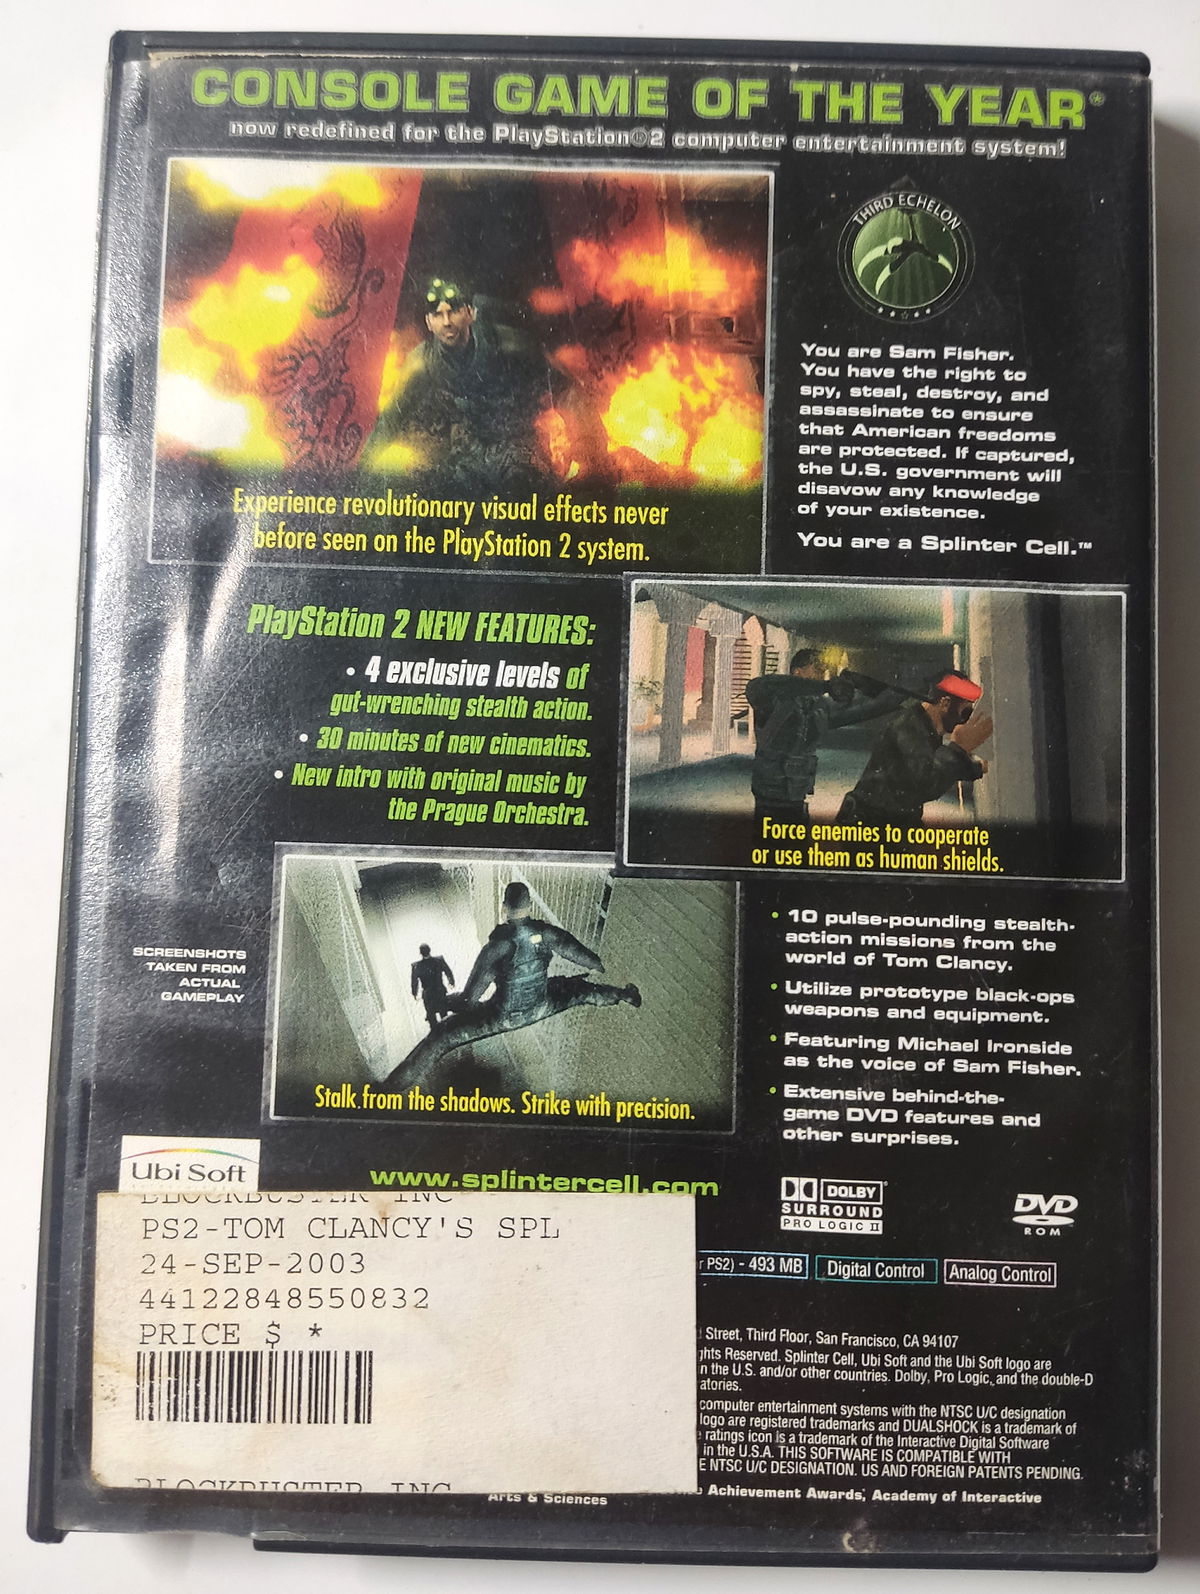 CONSOLE GAME OF THE YEAR*
now redefined for the PlayStation®2 computer entertainment system!
THIRD ECHELON
You are Sam Fisher.
You have the right to
spy, steal, destroy, and
assassinate to ensure
that American freedoms
are protected. If captured,
the U.S. government will
disavow any knowledge
of your existence.
You are a Splinter Cell.™
Experience revolutionary visual effects never
before seen on the PlayStation 2 system.
PlayStation 2 NEW FEATURES:
• 4 exclusive levels of
gut-wrenching stealth action.
• 30 minutes of new cinematics.
• New intro with original music by
the Prague Orchestra.
Force enemies to cooperate
or use them as human shields.
SCREENSHOTS
TAKEN FROM
ACTUAL
GAMEPLAY
Stalk from the shadows. Strike with precision.
• 10 pulse-pounding stealth-
action missions from the
world of Tom Clancy.
• Utilize prototype black-ops
weapons and equipment.
• Featuring Michael Ironside
as the voice of Sam Fisher.
• Extensive behind-the-
game DVD features and
other surprises.
Ubi Soft
www.splintercell.com
DOLBY
SURROUND
PRO LOGIC II
DVD
ROM
BLOCKBUSTER INC
PS2-TOM CLANCY'S SPL
24-SEP-2003
44122848550832
PRICE $ *
BLOCKBUSTER INC
PS2) - 493 MB
Digital Control
Analog Control
Street, Third Floor, San Francisco, CA 94107
Reserved. Splinter Cell, Ubi Soft and the Ubi Soft logo are
in the U.S. and/or other countries. Dolby, Pro Logic, and the double-D
computer entertainment systems with the NTSC U/C designation
logo are registered trademarks and DUALSHOCK is a trademark of
ratings icon is a trademark of the Interactive Digital Software
in the U.S.A. THIS SOFTWARE IS COMPATIBLE WITH
NTSC U/C DESIGNATION. US AND FOREIGN PATENTS PENDING.
Achievement Awards, Academy of Interactive
Arts & Sciences